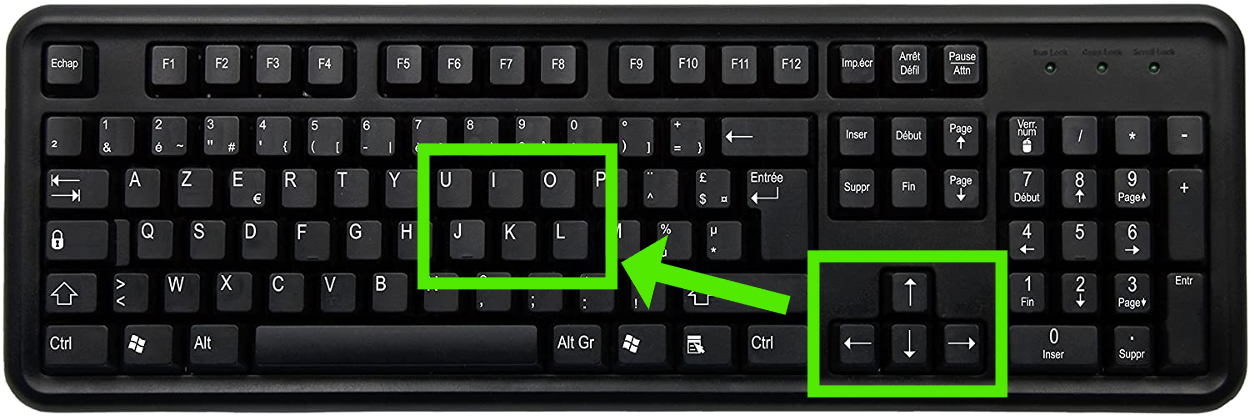 Echap F1 F2 F3 F4 F5 F6 F7 F8 F9 F10 F11 F12 Imp.écr Arrêt Défil Pause Attn
Num Lock Caps Lock Scroll Lock
1 2 3 4 5 6 7 8 9 0 ° +
² & é ~ " # ' { ( [ - | ) ] = }
Inser Début Page Verr. num / * -
A Z E € R T Y U I O P ¨ ^ £ $ ¤ Entrée
Suppr Fin Page 7 Début 8 9 Page +
Q S D F G H J K L M % µ *
4 5 6
> < W X C V B , ; : !
1 Fin 2 3 Page Entr
Ctrl Alt Alt Gr Ctrl
0 Inser . Suppr